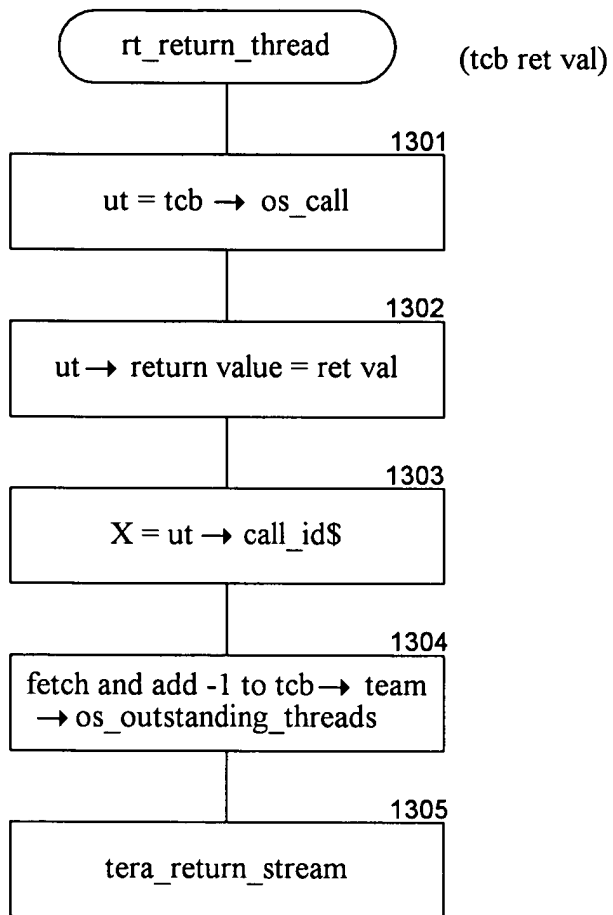 rt_return_thread
(tcb ret val)
1301
ut = tcb → os_call
1302
ut → return value = ret val
1303
X = ut → call_id$
1304
fetch and add -1 to tcb → team
→ os_outstanding_threads
1305
tera_return_stream